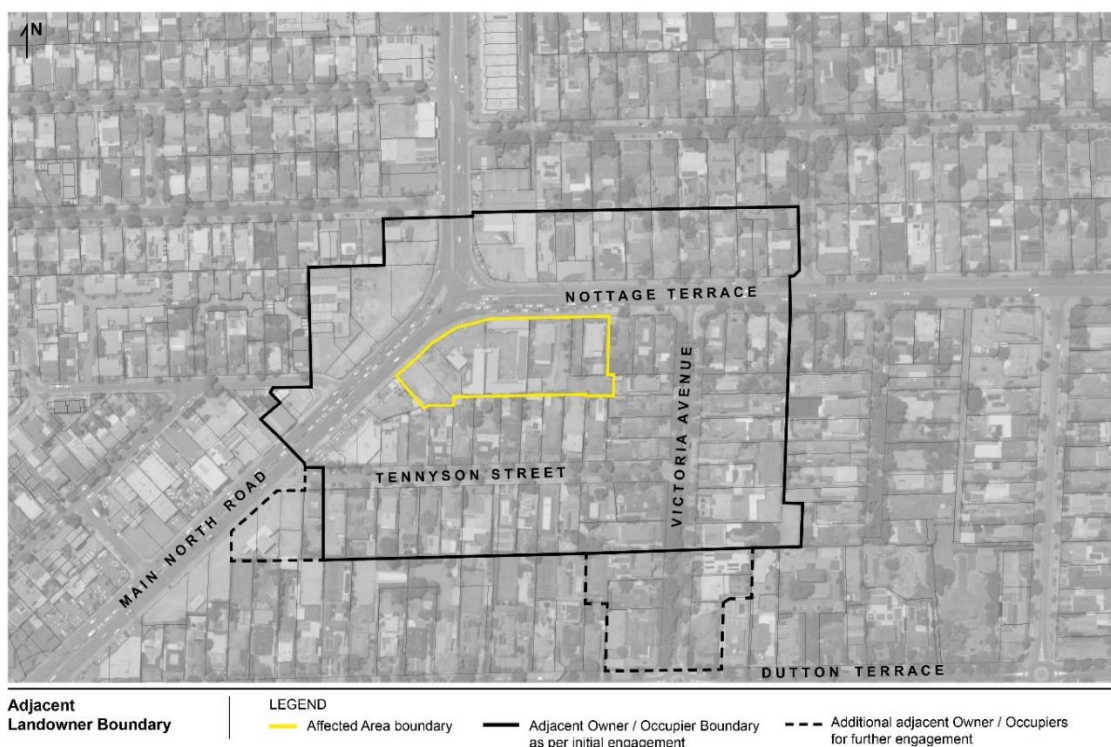 N
NOTTAGE TERRACE
VICTORIA AVENUE
TENNYSON STREET
MAIN NORTH ROAD
DUTTON TERRACE
Adjacent
Landowner Boundary
LEGEND
Affected Area boundary
Adjacent Owner / Occupier Boundary
as per initial engagement
Additional adjacent Owner / Occupiers
for further engagement